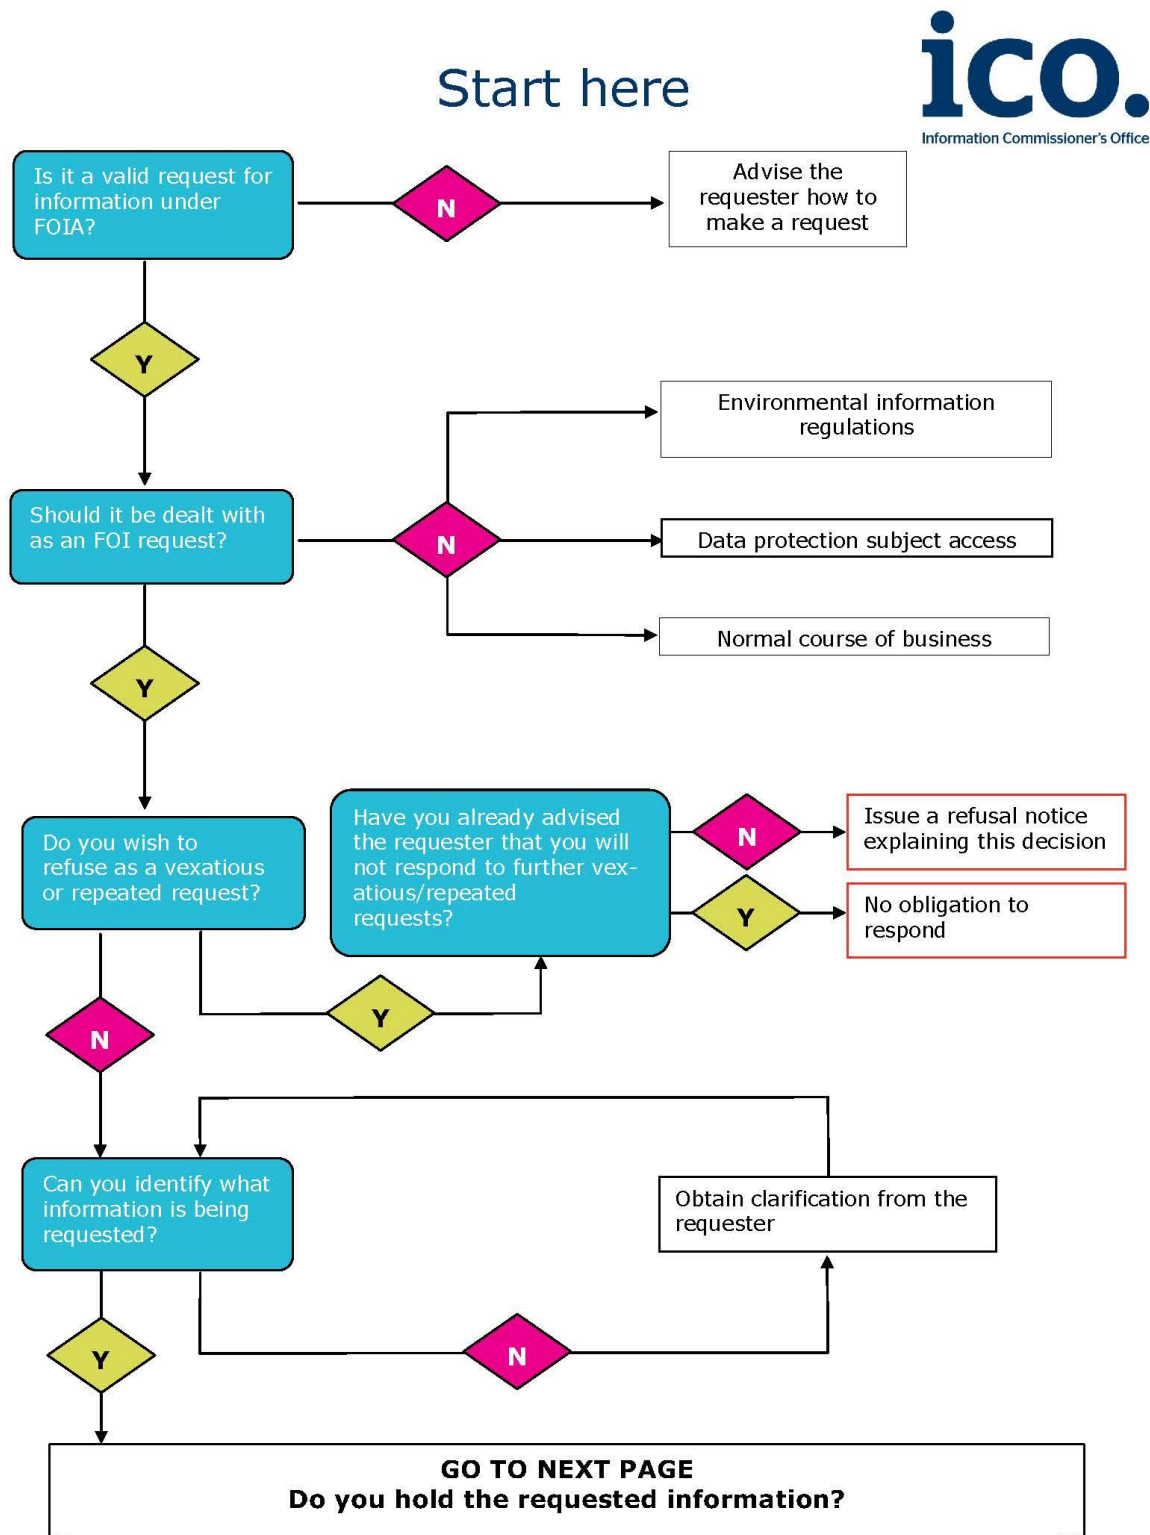 Start here
ico.
Information Commissioner's Office
Is it a valid request for
information under
FOIA?
N
Advise the
requester how to
make a request
Y
Environmental information
regulations
Should it be dealt with
as an FOI request?
N
Data protection subject access
Normal course of business
Y
Do you wish to
refuse as a vexatious
or repeated request?
Have you already advised
the requester that you will
not respond to further vex-
atious/repeated
requests?
N
Issue a refusal notice
explaining this decision
Y
No obligation to
respond
Y
N
Can you identify what
information is being
requested?
Obtain clarification from the
requester
Y
N
GO TO NEXT PAGE
Do you hold the requested information?